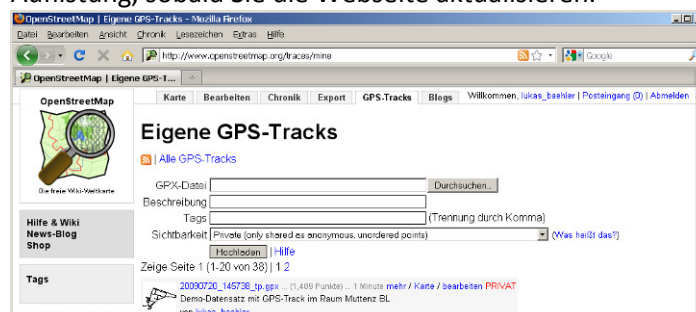 Auflistung, sobald Sie die Webseite aktualisieren.
OpenStreetMap | Eigene GPS-Tracks - Mozilla Firefox
Datei Bearbeiten Ansicht Chronik Lesezeichen Extras Hilfe
http://www.openstreetmap.org/traces/mine
Google
OpenStreetMap | Eigene GPS-T...
OpenStreetMap
Karte Bearbeiten Chronik Export GPS-Tracks Blogs Willkommen, lukas_baehler | Posteingang (0) | Abmelden
Eigene GPS-Tracks
| Alle GPS-Tracks
Die freie Wiki-Weltkarte
GPX-Datei Durchsuchen...
Beschreibung
Tags (Trennung durch Komma)
Sichtbarkeit Private (only shared as anonymous, unordered points) (Was heißt das?)
Hochladen | Hilfe
Hilfe & Wiki
News-Blog
Shop
Zeige Seite 1 (1-20 von 38) | 1 2
Tags
20090720_145738_tp.gpx ... (1,489 Punkte) ... 1 Minute mehr / Karte / bearbeiten PRIVAT
Demo-Datensatz mit GPS-Track im Raum Muttenz BL
von lukas_baehler